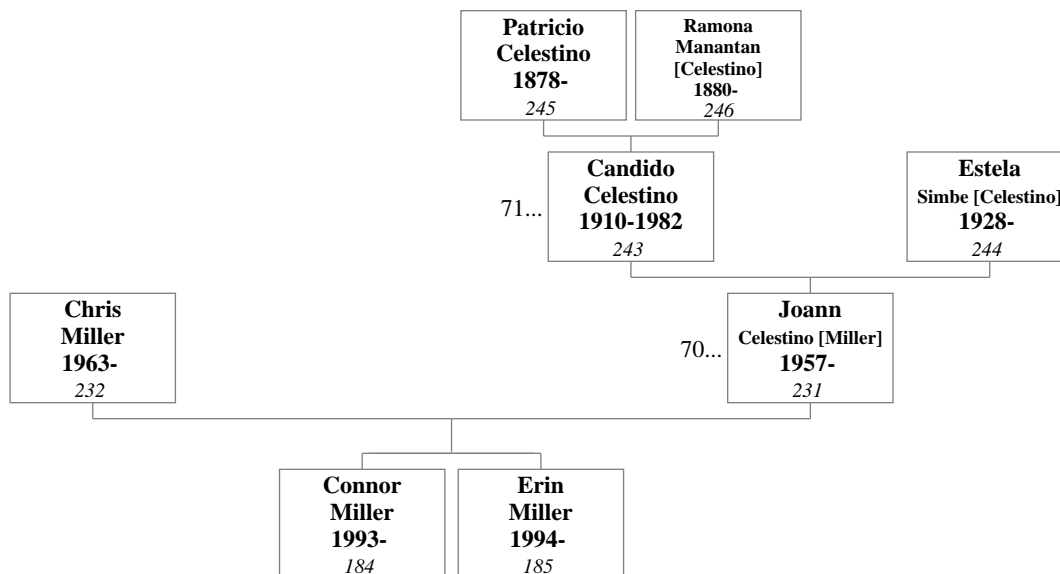 Patricio
Celestino
1878-
245
Ramona
Manantan
[Celestino]
1880-
246
71...
Candido
Celestino
1910-1982
243
Estela
Simbe [Celestino]
1928-
244
Chris
Miller
1963-
232
70...
Joann
Celestino [Miller]
1957-
231
Connor
Miller
1993-
184
Erin
Miller
1994-
185